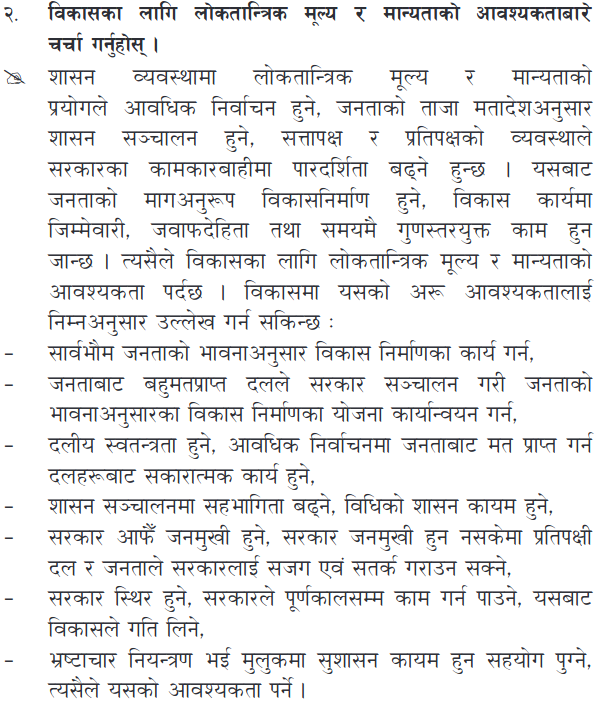 २. विकासका लागि लोकतान्त्रिक मूल्य र मान्यताको आवश्यकताबारे
चर्चा गर्नुहोस् ।
शासन व्यवस्थामा लोकतान्त्रिक मूल्य र मान्यताको
प्रयोगले आवधिक निर्वाचन हुने, जनताको ताजा मतादेशअनुसार
शासन सञ्चालन हुने, सत्तापक्ष र प्रतिपक्षको व्यवस्थाले
सरकारका कामकारबाहीमा पारदर्शिता बढ्ने हुन्छ । यसबाट
जनताको मागअनुरूप विकासनिर्माण हुने, विकास कार्यमा
जिम्मेवारी, जवाफदेहिता तथा समयमै गुणस्तरयुक्त काम हुन
जान्छ । त्यसैले विकासका लागि लोकतान्त्रिक मूल्य र मान्यताको
आवश्यकता पर्दछ । विकासमा यसको अरू आवश्यकतालाई
निम्नअनुसार उल्लेख गर्न सकिन्छ :
– सार्वभौम जनताको भावनाअनुसार विकास निर्माणका कार्य गर्न,
– जनताबाट बहुमतप्राप्त दलले सरकार सञ्चालन गरी जनताको
भावनाअनुसारका विकास निर्माणका योजना कार्यान्वयन गर्न,
– दलीय स्वतन्त्रता हुने, आवधिक निर्वाचनमा जनताबाट मत प्राप्त गर्न
दलहरूबाट सकारात्मक कार्य हुने,
– शासन सञ्चालनमा सहभागिता बढ्ने, विधिको शासन कायम हुने,
– सरकार आफैँ जनमुखी हुने, सरकार जनमुखी हुन नसकेमा प्रतिपक्षी
दल र जनताले सरकारलाई सजग एवं सतर्क गराउन सक्ने,
– सरकार स्थिर हुने, सरकारले पूर्णकालसम्म काम गर्न पाउने, यसबाट
विकासले गति लिने,
– भ्रष्टाचार नियन्त्रण भई मुलुकमा सुशासन कायम हुन सहयोग पुग्ने,
त्यसैले यसको आवश्यकता पर्ने ।